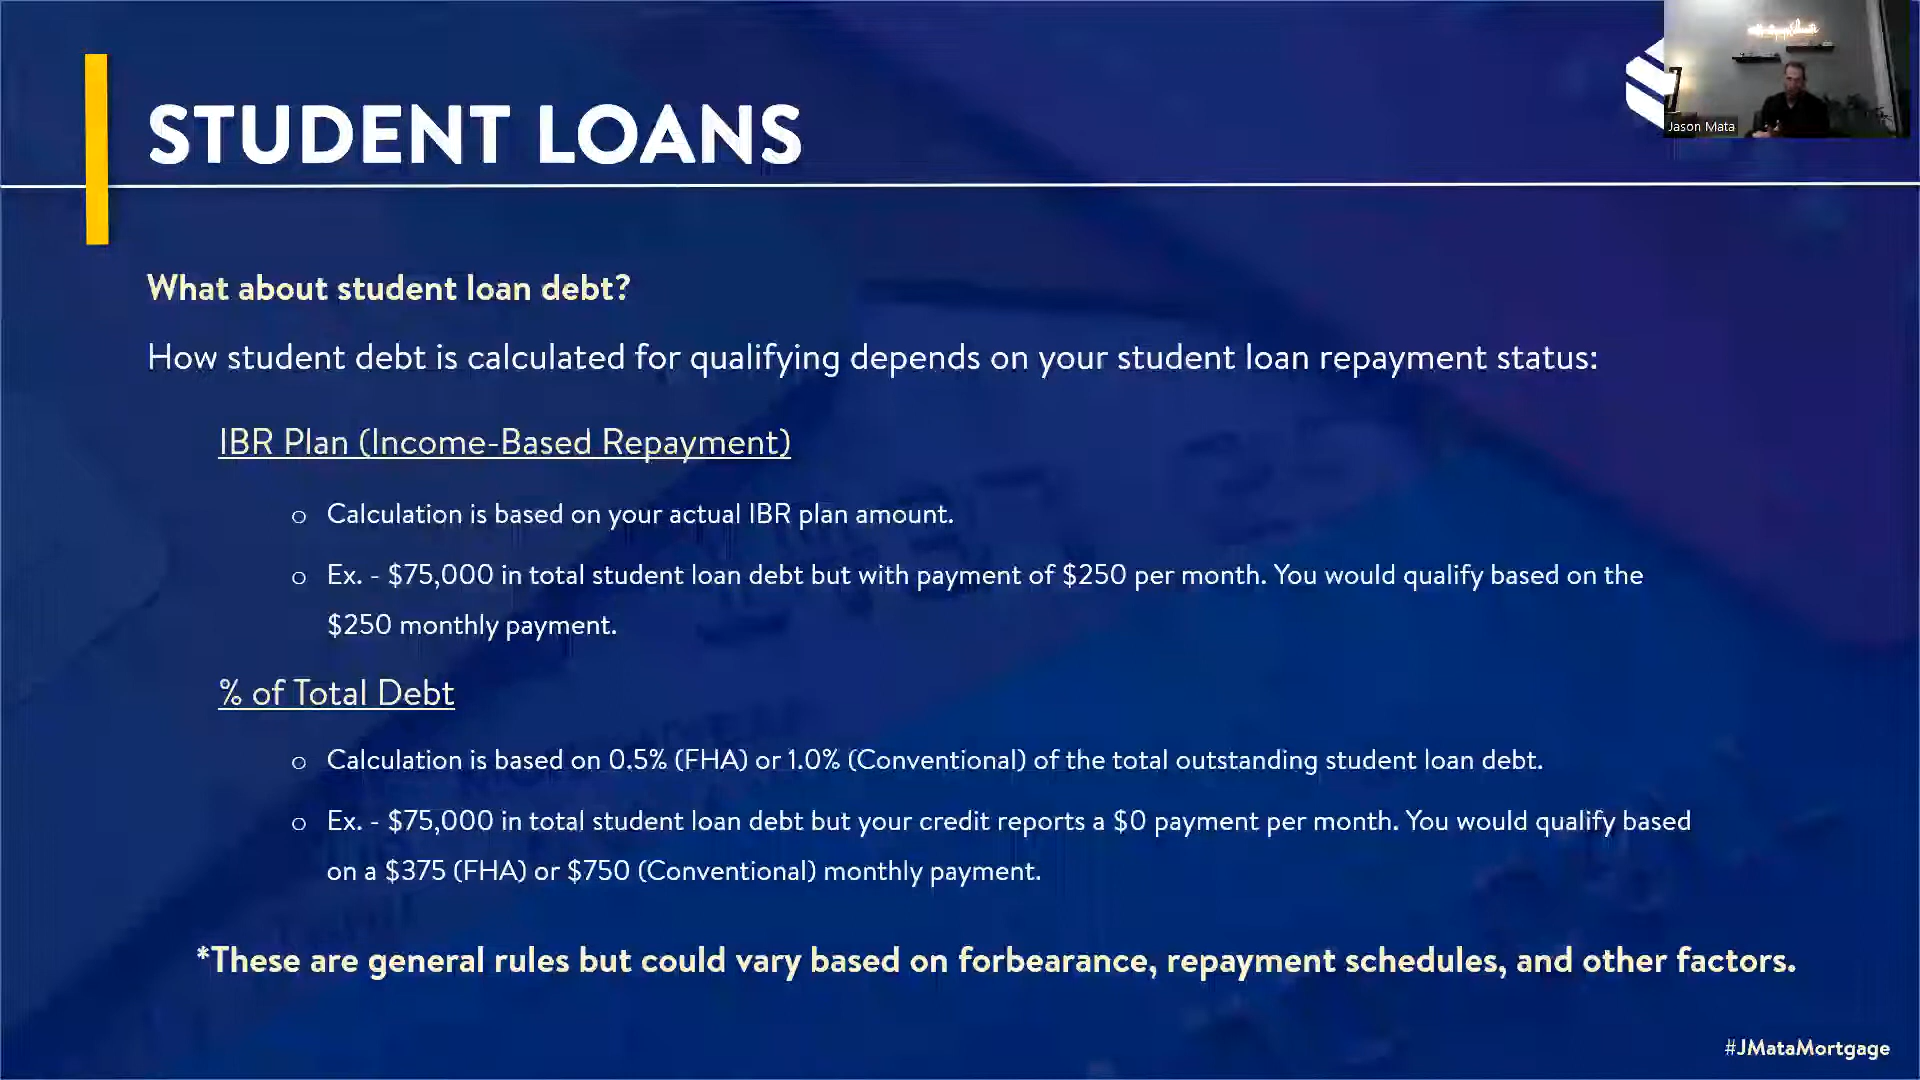 STUDENT LOANS
Jason Mata
What about student loan debt?
How student debt is calculated for qualifying depends on your student loan repayment status:
IBR Plan (Income-Based Repayment)
o Calculation is based on your actual IBR plan amount.
o Ex. - $75,000 in total student loan debt but with payment of $250 per month. You would qualify based on the
$250 monthly payment.
% of Total Debt
o Calculation is based on 0.5% (FHA) or 1.0% (Conventional) of the total outstanding student loan debt.
o Ex. - $75,000 in total student loan debt but your credit reports a $0 payment per month. You would qualify based
on a $375 (FHA) or $750 (Conventional) monthly payment.
*These are general rules but could vary based on forbearance, repayment schedules, and other factors.
#JMataMortgage